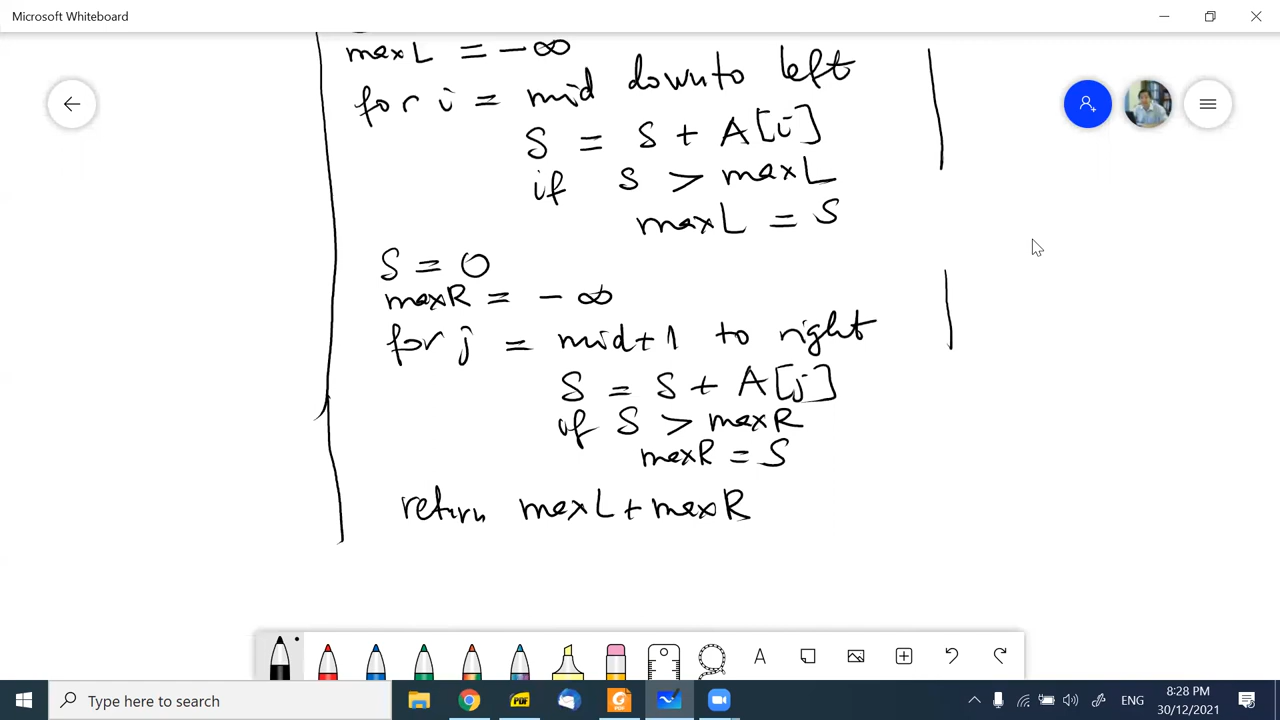 Microsoft Whiteboard
maxL = -∞
for i = mid downto left
S = S + A[i]
if S > maxL
maxL = S
S = 0
maxR = -∞
for j = mid+1 to right
S = S + A[j]
if S > maxR
maxR = S
return maxL + maxR
A
Type here to search
PDF
ENG
8:28 PM
30/12/2021